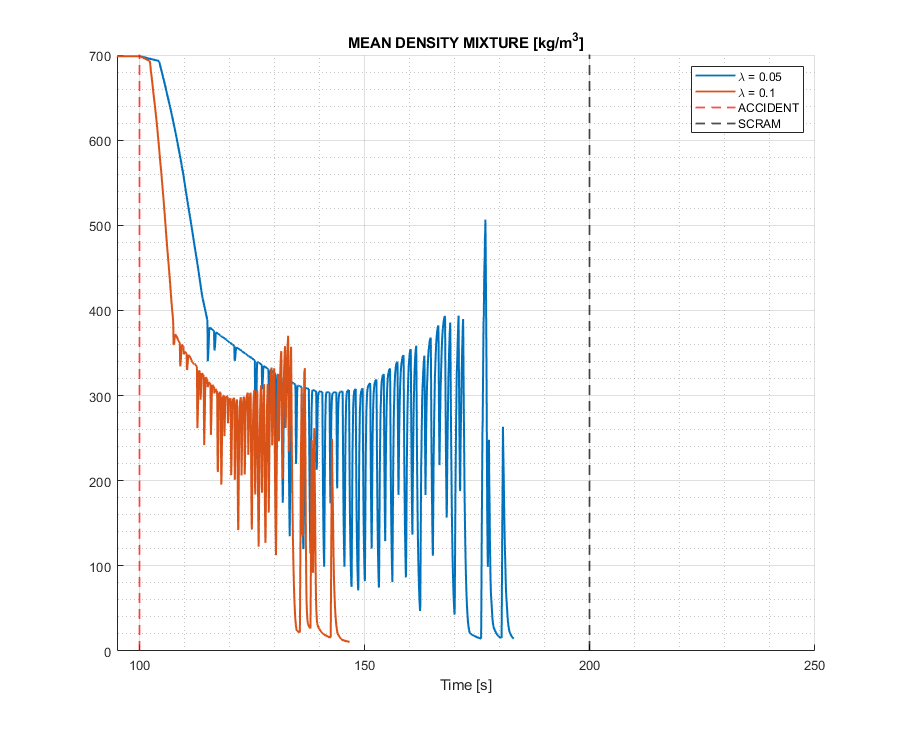 MEAN DENSITY MIXTURE [kg/m³]
700
600
500
400
300
200
100
0
100
150
200
250
Time [s]
λ = 0.05
λ = 0.1
ACCIDENT
SCRAM